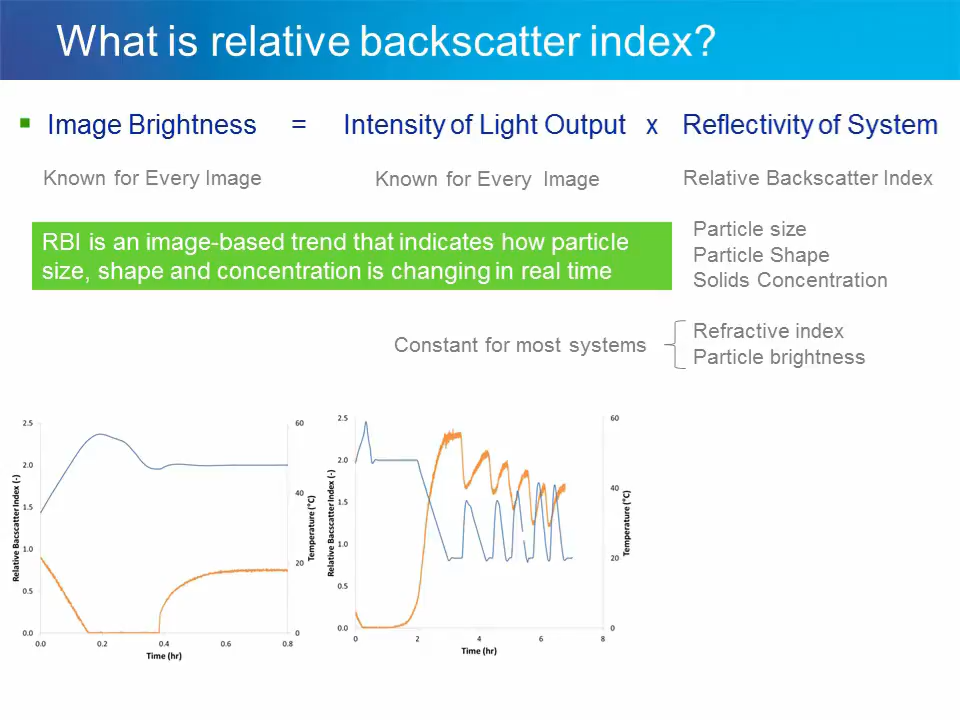 What is relative backscatter index?
Image Brightness = Intensity of Light Output x Reflectivity of System
Known for Every Image Known for Every Image Relative Backscatter Index
RBI is an image-based trend that indicates how particle
size, shape and concentration is changing in real time
Particle size
Particle Shape
Solids Concentration
Constant for most systems
Refractive index
Particle brightness
Relative Bacscatter Index (-)
2.5
2.0
1.5
1.0
0.5
0.0
0.0 0.2 0.4 0.6 0.8
Time (hr)
60
40
20
0
Temperature (°C)
Relative Bacscatter Index (-)
2.5
2.0
1.5
1.0
0.5
0.0
0 2 4 6 8
Time (hr)
60
40
20
0
Temperature (°C)